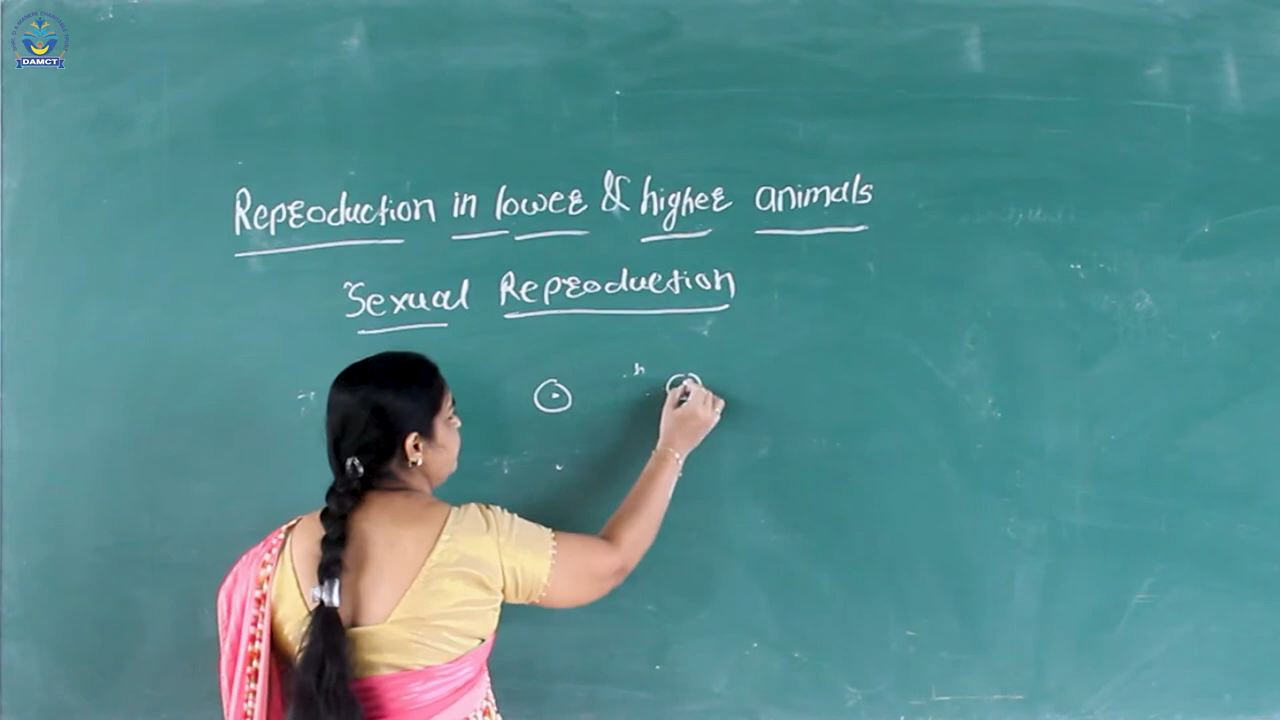 DAMCT
Reproduction in lower & higher animals
Sexual Reproduction
h